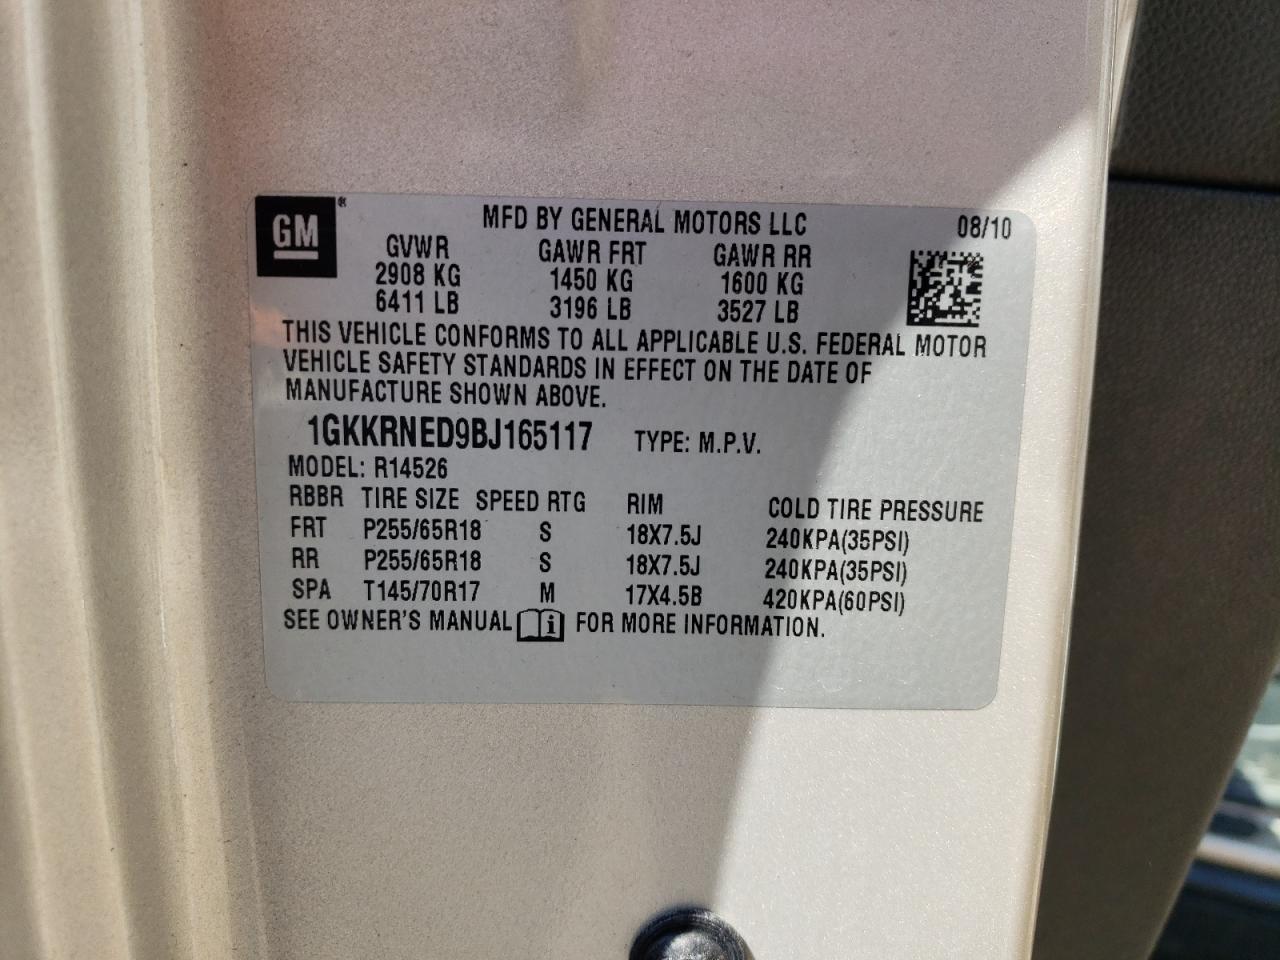 GM®
MFD BY GENERAL MOTORS LLC 08/10
GVWR GAWR FRT GAWR RR
2908 KG 1450 KG 1600 KG
6411 LB 3196 LB 3527 LB
THIS VEHICLE CONFORMS TO ALL APPLICABLE U.S. FEDERAL MOTOR
VEHICLE SAFETY STANDARDS IN EFFECT ON THE DATE OF
MANUFACTURE SHOWN ABOVE.
1GKKRNED9BJ165117 TYPE: M.P.V.
MODEL: R14526
RBBR TIRE SIZE SPEED RTG RIM COLD TIRE PRESSURE
FRT P255/65R18 S 18X7.5J 240KPA(35PSI)
RR P255/65R18 S 18X7.5J 240KPA(35PSI)
SPA T145/70R17 M 17X4.5B 420KPA(60PSI)
SEE OWNER'S MANUAL i FOR MORE INFORMATION.